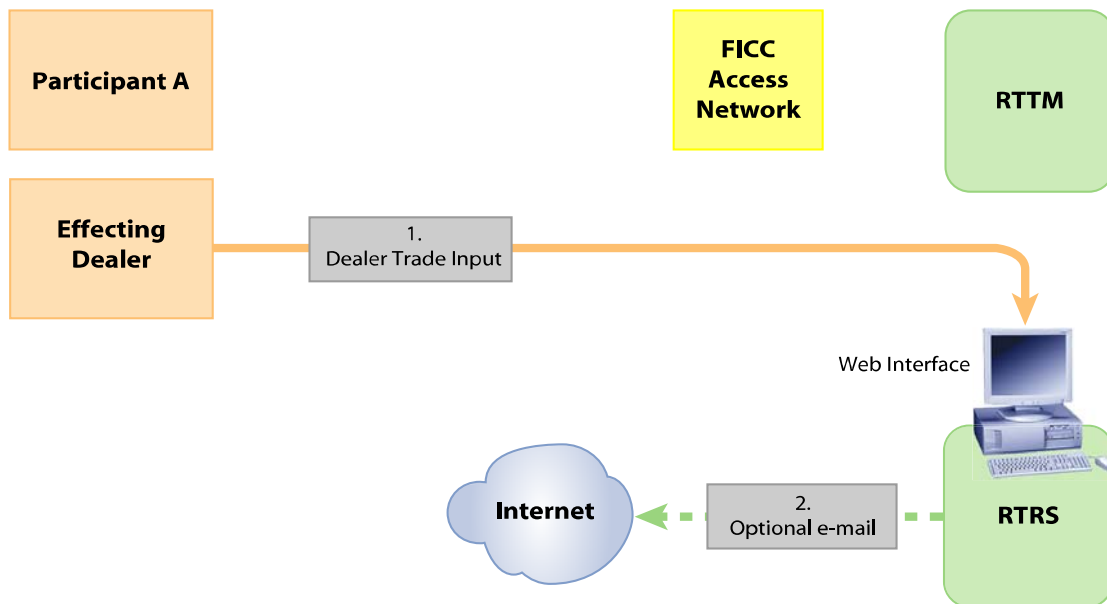 Participant A
FICC
Access
Network
RTTM
Effecting
Dealer
1.
Dealer Trade Input
Web Interface
Internet
2.
Optional e-mail
RTRS